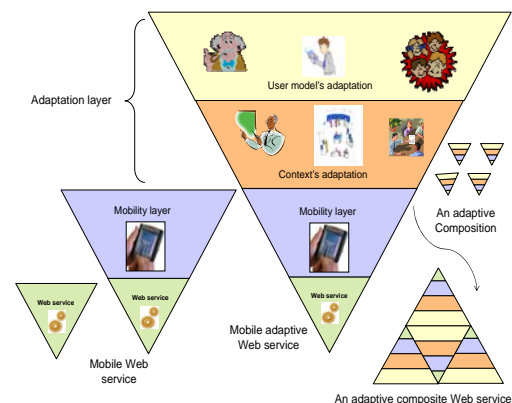 User model's adaptation
Adaptation layer
Context's adaptation
Mobility layer
Mobility layer
An adaptive
Composition
Web service
Web service
Web service
Mobile adaptive
Web service
Mobile Web
service
An adaptive composite Web service